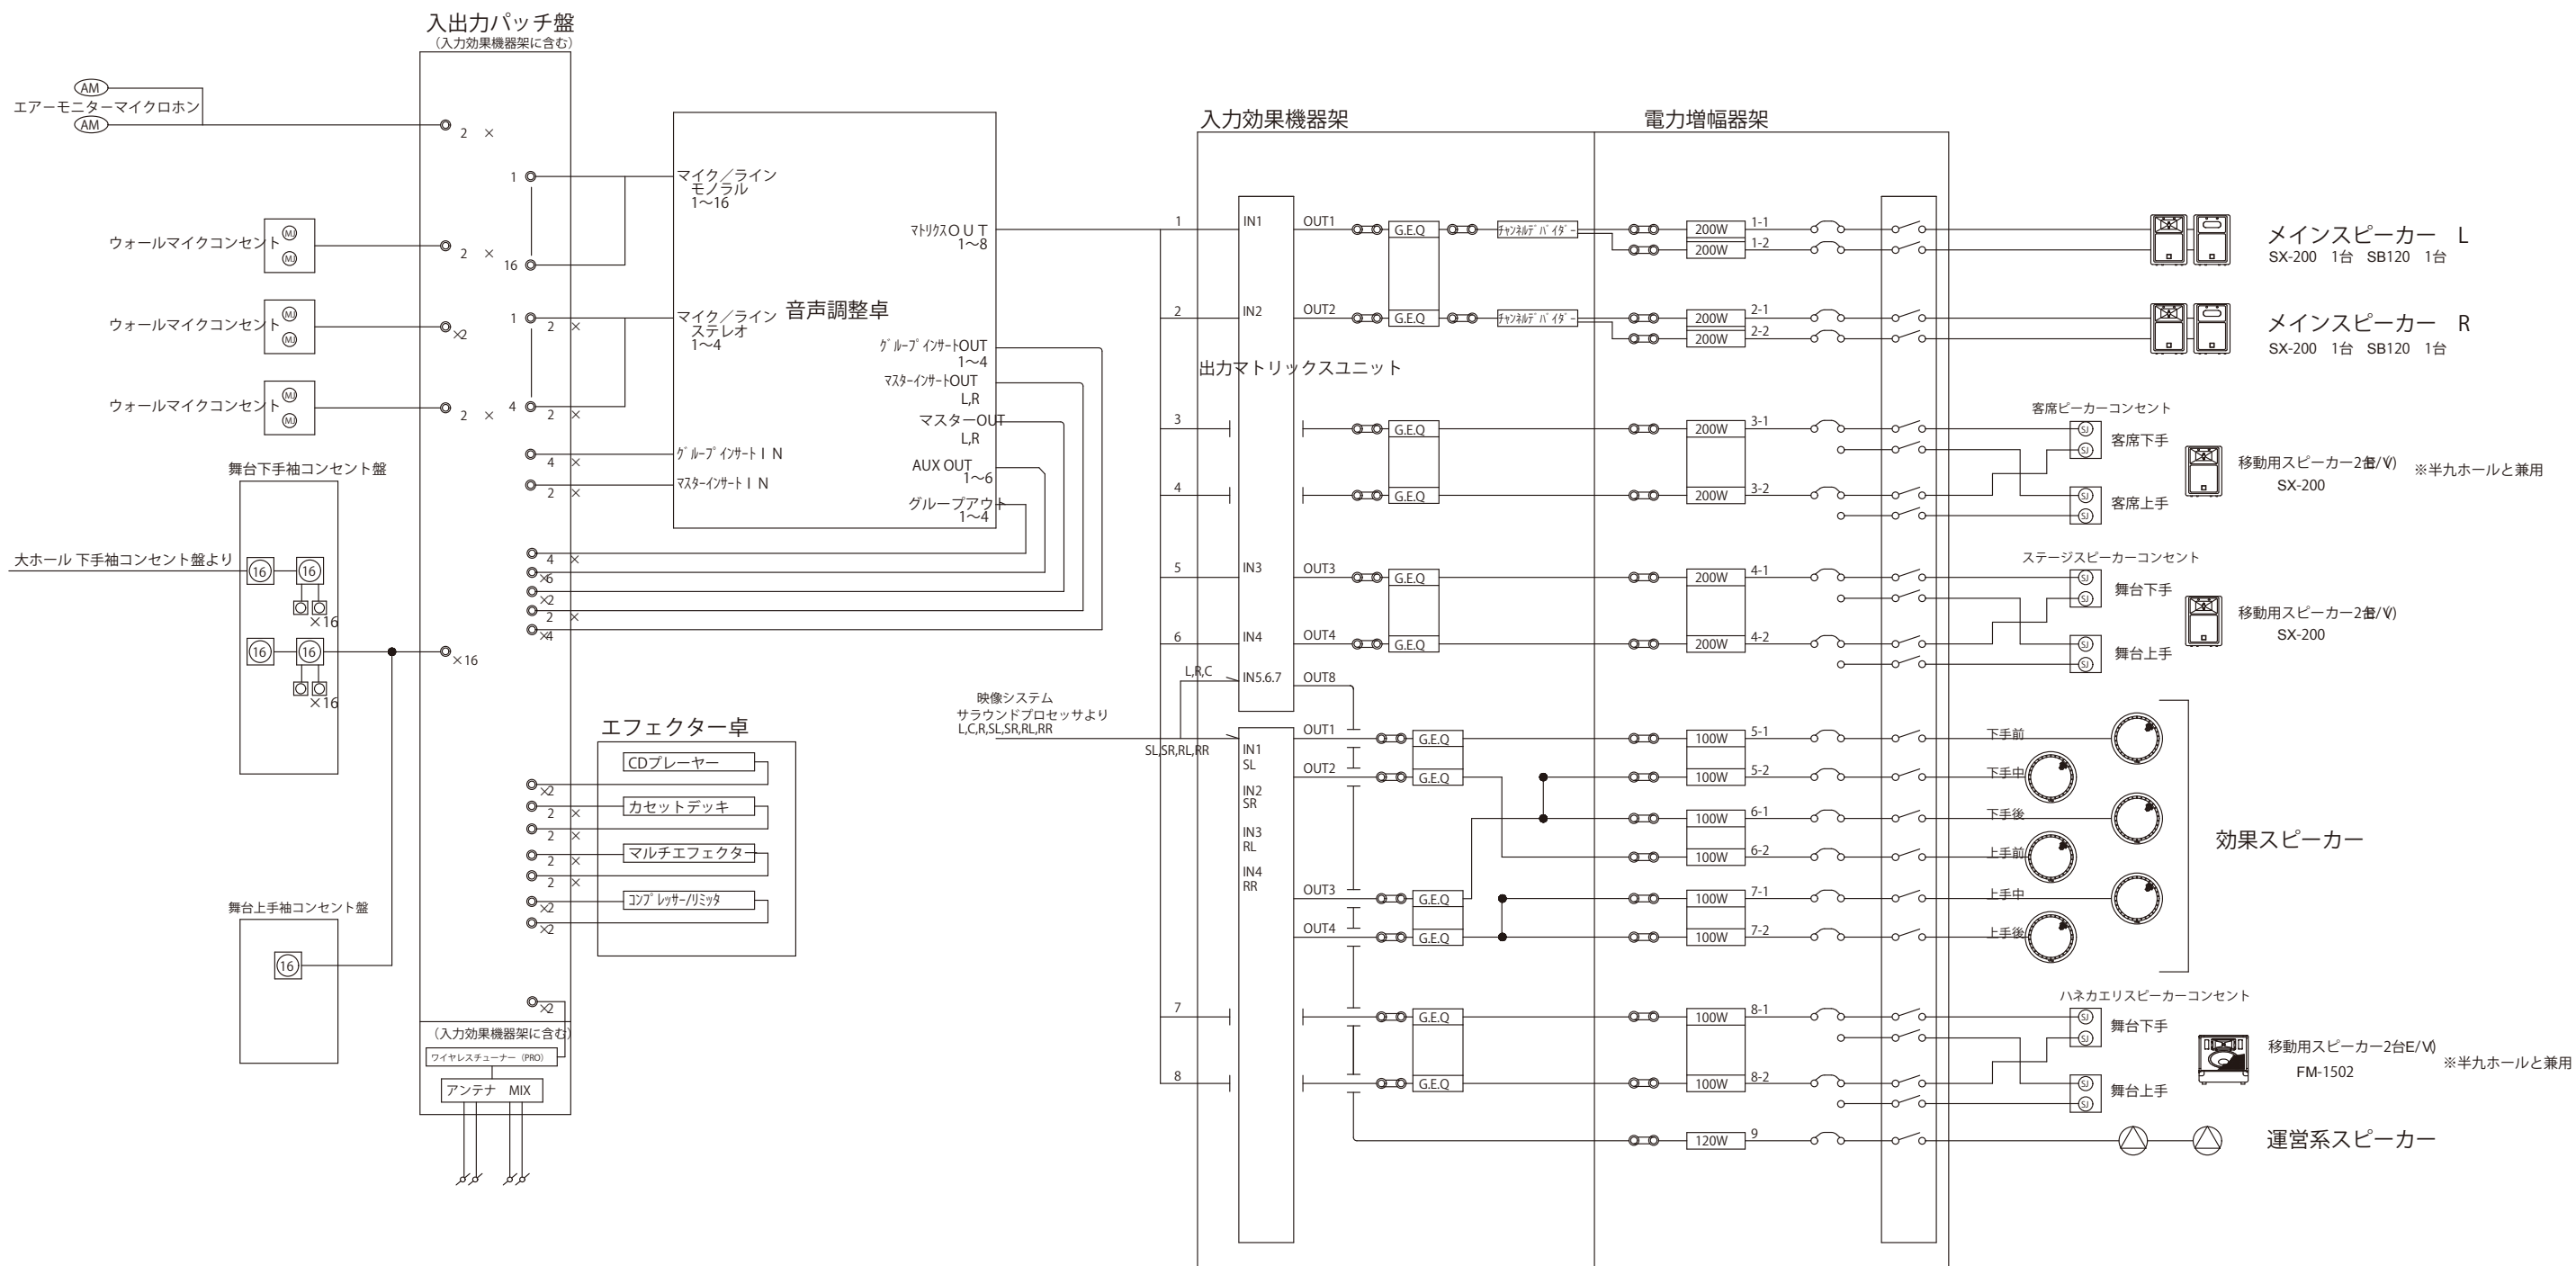 入出力パッチ盤
（入力効果機器架に含む）
AM
エアーモニターマイクロホン
AM
2 ×
ウォールマイクコンセント
MJ
MJ
2 ×
ウォールマイクコンセント
MJ
MJ
×2
ウォールマイクコンセント
MJ
MJ
2 ×
舞台下手袖コンセント盤
大ホール 下手袖コンセント盤より
16 16
×16
16 16
×16
×16
舞台上手袖コンセント盤
16
1
16
1 2 ×
4 2 ×
4 ×
2 ×
4 ×
×6
×2
2 ×
×4
×2
2 ×
2 ×
2 ×
2 ×
×2
×2
×2
（入力効果機器架に含む）
ワイヤレスチューナー（PRO）
アンテナ MIX
マイク／ライン
モノラル
1～16
マイク／ライン
ステレオ
1～4
グループインサートＩＮ
マスターインサートＩＮ
音声調整卓
マトリクスＯＵＴ
1～8
グループインサートOUT
1～4
マスターインサートOUT
L,R
マスターOUT
L,R
AUX OUT
1～6
グループアウト
1～4
エフェクター卓
CDプレーヤー
カセットデッキ
マルチエフェクター
コンプレッサー/リミッタ
映像システム
サラウンドプロセッサより
L,C,R,SL,SR,RL,RR
L,R,C
SL,SR,RL,RR
入力効果機器架
電力増幅器架
出力マトリックスユニット
1 IN1 OUT1 G.E.Q チャンネルデバイダー 200W 1-1
200W 1-2
2 IN2 OUT2 G.E.Q チャンネルデバイダー 200W 2-1
200W 2-2
3 G.E.Q 200W 3-1
4 G.E.Q 200W 3-2
5 IN3 OUT3 G.E.Q 200W 4-1
6 IN4 OUT4 G.E.Q 200W 4-2
IN5.6.7 OUT8
IN1
SL
IN2
SR
IN3
RL
IN4
RR
OUT1 G.E.Q 100W 5-1 下手前
OUT2 G.E.Q 100W 5-2 下手中
100W 6-1 下手後
100W 6-2 上手前
OUT3 G.E.Q 100W 7-1 上手中
OUT4 G.E.Q 100W 7-2 上手後
7 G.E.Q 100W 8-1
8 G.E.Q 100W 8-2
120W 9
メインスピーカー L
SX-200 1台 SB120 1台
メインスピーカー R
SX-200 1台 SB120 1台
客席ピーカーコンセント
SJ
SJ
客席下手
SJ
SJ
客席上手
移動用スピーカー2台(E/V) ※半九ホールと兼用
SX-200
ステージスピーカーコンセント
SJ
SJ
舞台下手
SJ
SJ
舞台上手
移動用スピーカー2台(E/V)
SX-200
効果スピーカー
ハネカエリスピーカーコンセント
SJ
SJ
舞台下手
SJ
SJ
舞台上手
移動用スピーカー2台E/V) ※半九ホールと兼用
FM-1502
運営系スピーカー